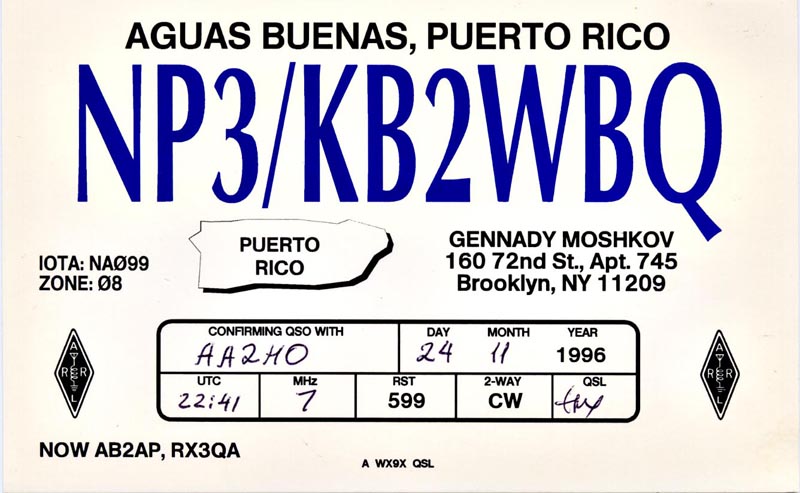 AGUAS BUENAS, PUERTO RICO
NP3/KB2WBQ
PUERTO
RICO
IOTA: NAØ99
ZONE: Ø8
GENNADY MOSHKOV
160 72nd St., Apt. 745
Brooklyn, NY 11209
CONFIRMING QSO WITH DAY MONTH YEAR
AA2MO 24 11 1996
UTC MHz RST 2-WAY QSL
22:41 7 599 CW tnx
A
R R
L
A
R R
L
NOW AB2AP, RX3QA
A WX9X QSL